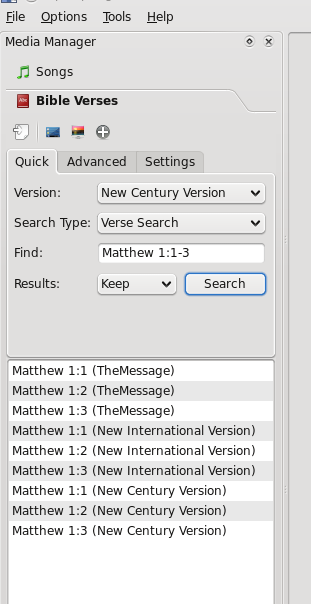 File Options Tools Help
Media Manager
Songs
Bible Verses
Quick Advanced Settings
Version: New Century Version
Search Type: Verse Search
Find: Matthew 1:1-3
Results: Keep Search
Matthew 1:1 (TheMessage)
Matthew 1:2 (TheMessage)
Matthew 1:3 (TheMessage)
Matthew 1:1 (New International Version)
Matthew 1:2 (New International Version)
Matthew 1:3 (New International Version)
Matthew 1:1 (New Century Version)
Matthew 1:2 (New Century Version)
Matthew 1:3 (New Century Version)